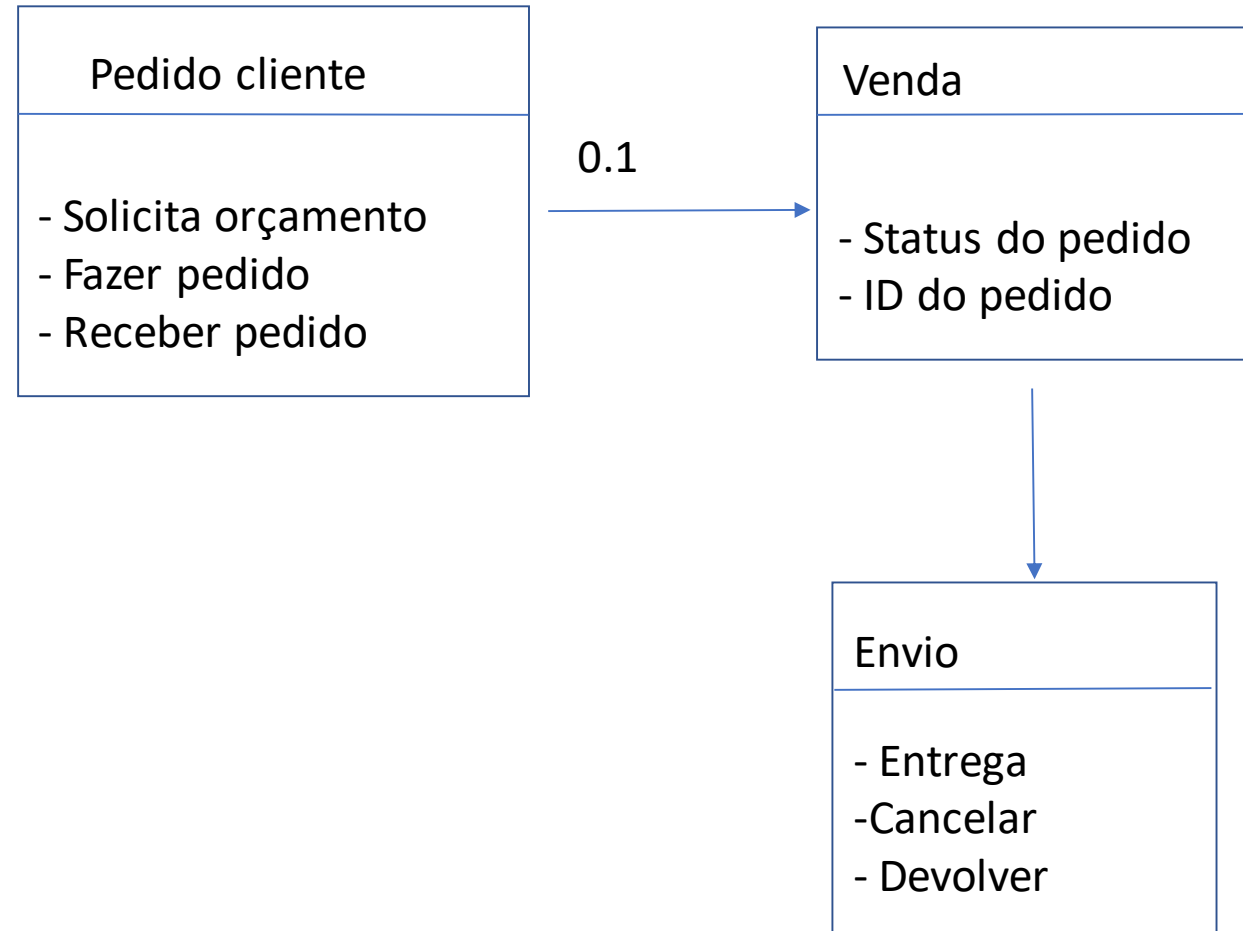 Pedido cliente
- Solicita orçamento
- Fazer pedido
- Receber pedido
0.1
Venda
- Status do pedido
- ID do pedido
Envio
- Entrega
-Cancelar
- Devolver